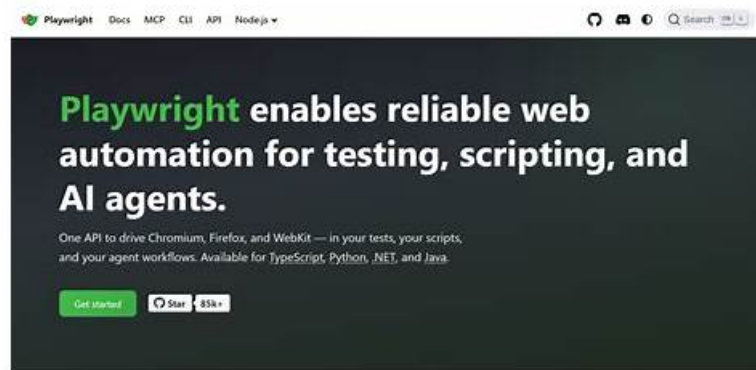 Playwright Docs MCP CLI API Node.js Search
Playwright enables reliable web
automation for testing, scripting, and
AI agents.
One API to drive Chromium, Firefox, and WebKit — in your tests, your scripts,
and your agent workflows. Available for TypeScript, Python, .NET, and Java.
Get started Star 85k+